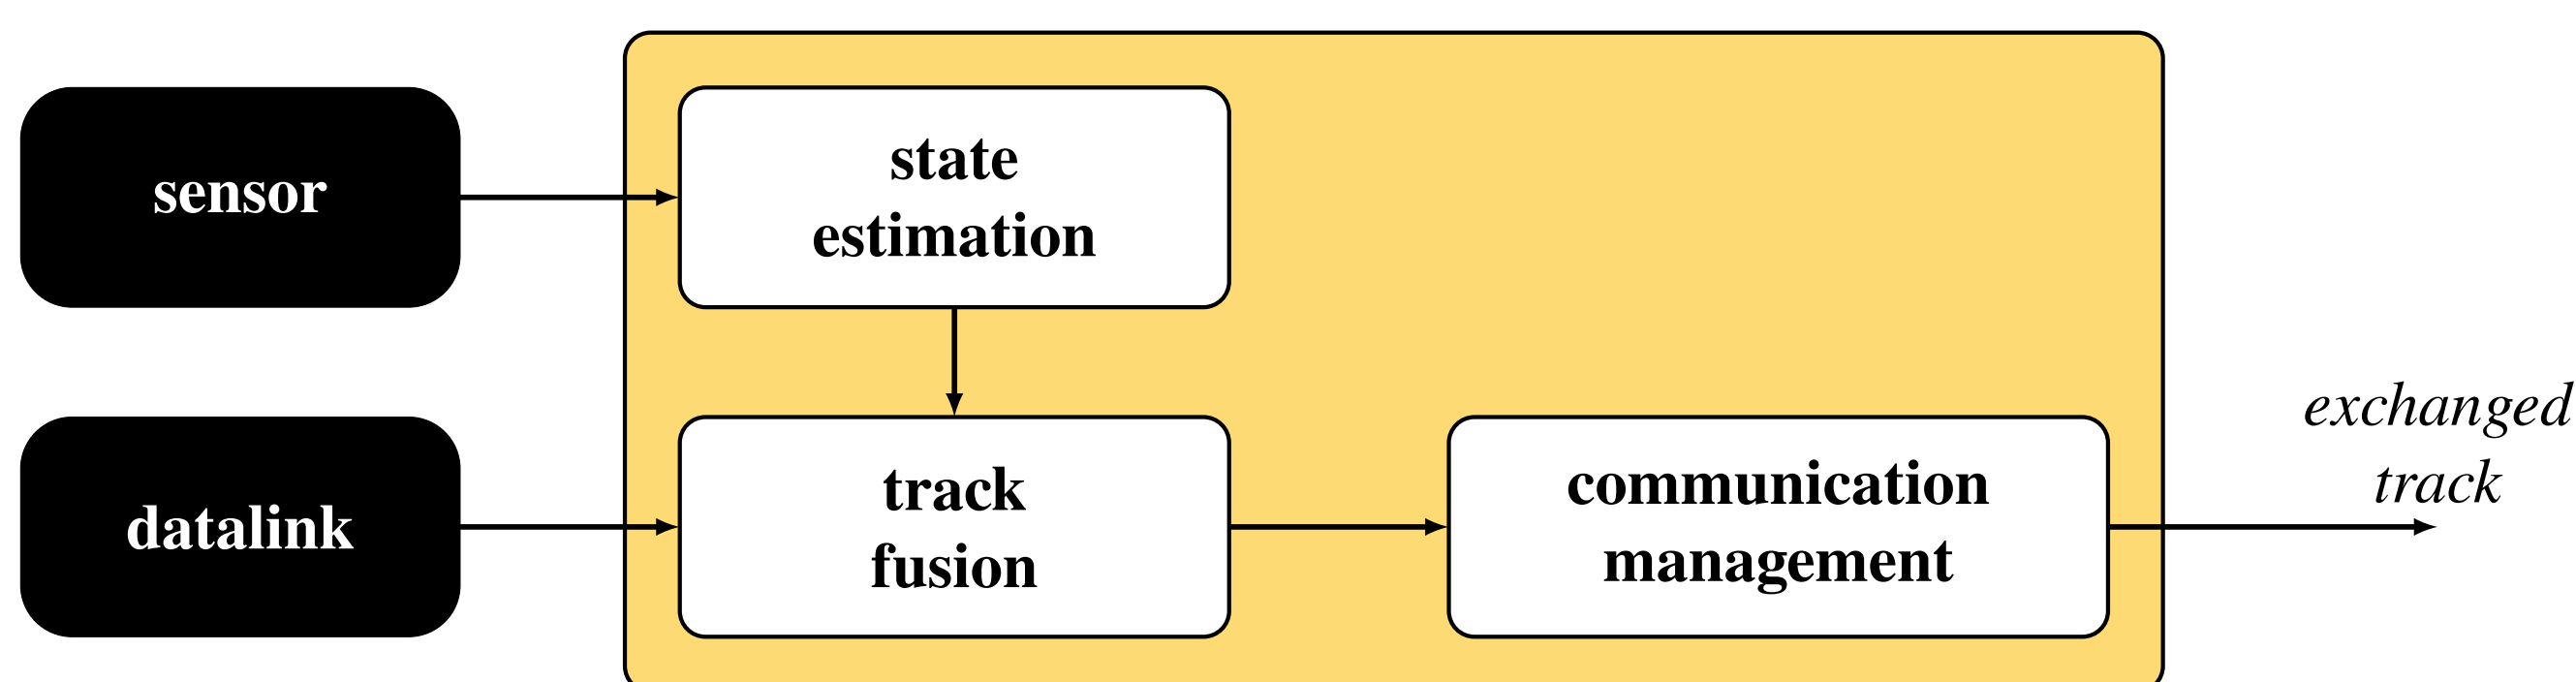 sensor
state
estimation
datalink
track
fusion
communication
management
exchanged
track